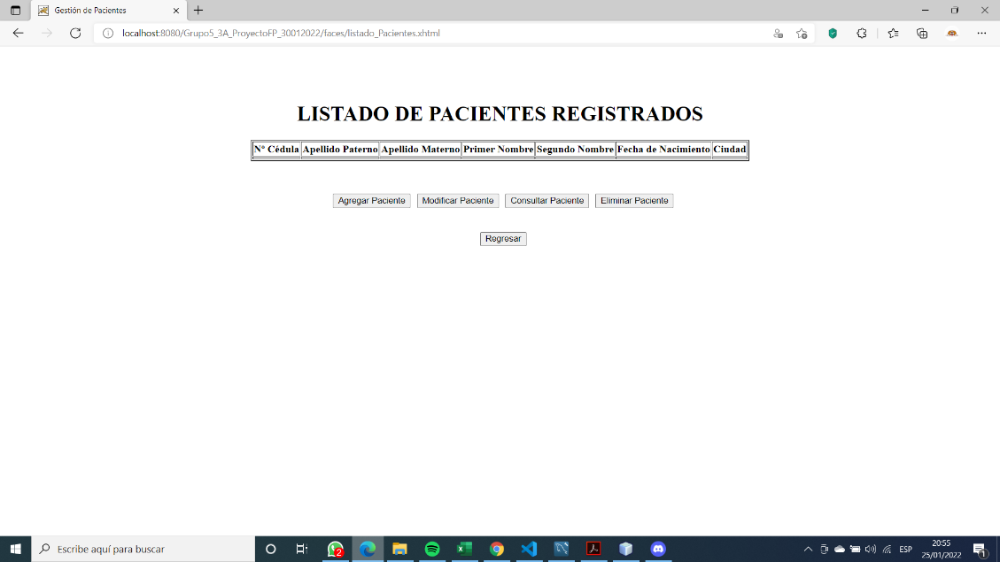 Gestión de Pacientes
localhost:8080/Grupo5_3A_ProyectoFP_30012022/faces/listado_Pacientes.xhtml
LISTADO DE PACIENTES REGISTRADOS
N° Cédula Apellido Paterno Apellido Materno Primer Nombre Segundo Nombre Fecha de Nacimiento Ciudad
Agregar Paciente Modificar Paciente Consultar Paciente Eliminar Paciente
Regresar
Escribe aquí para buscar
2
ESP
20:55
25/01/2022
1